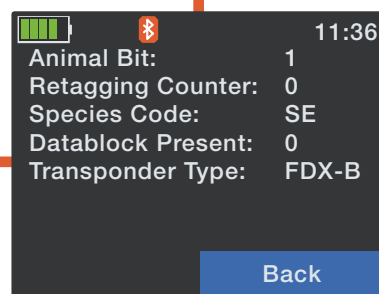 11:36
Animal Bit: 1
Retagging Counter: 0
Species Code: SE
Datablock Present: 0
Transponder Type: FDX-B
Back